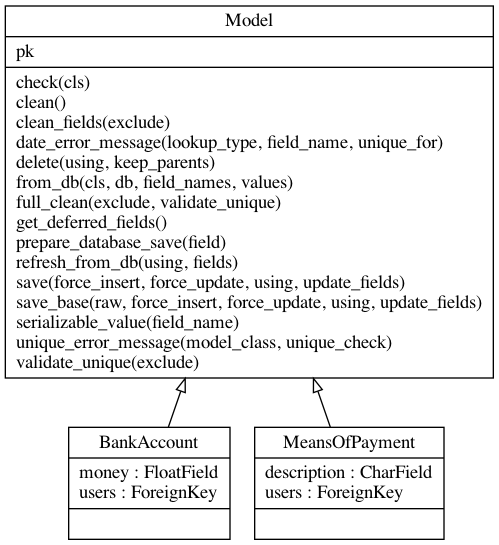 Model
pk
check(cls)
clean()
clean_fields(exclude)
date_error_message(lookup_type, field_name, unique_for)
delete(using, keep_parents)
from_db(cls, db, field_names, values)
full_clean(exclude, validate_unique)
get_deferred_fields()
prepare_database_save(field)
refresh_from_db(using, fields)
save(force_insert, force_update, using, update_fields)
save_base(raw, force_insert, force_update, using, update_fields)
serializable_value(field_name)
unique_error_message(model_class, unique_check)
validate_unique(exclude)
BankAccount
money : FloatField
users : ForeignKey
MeansOfPayment
description : CharField
users : ForeignKey